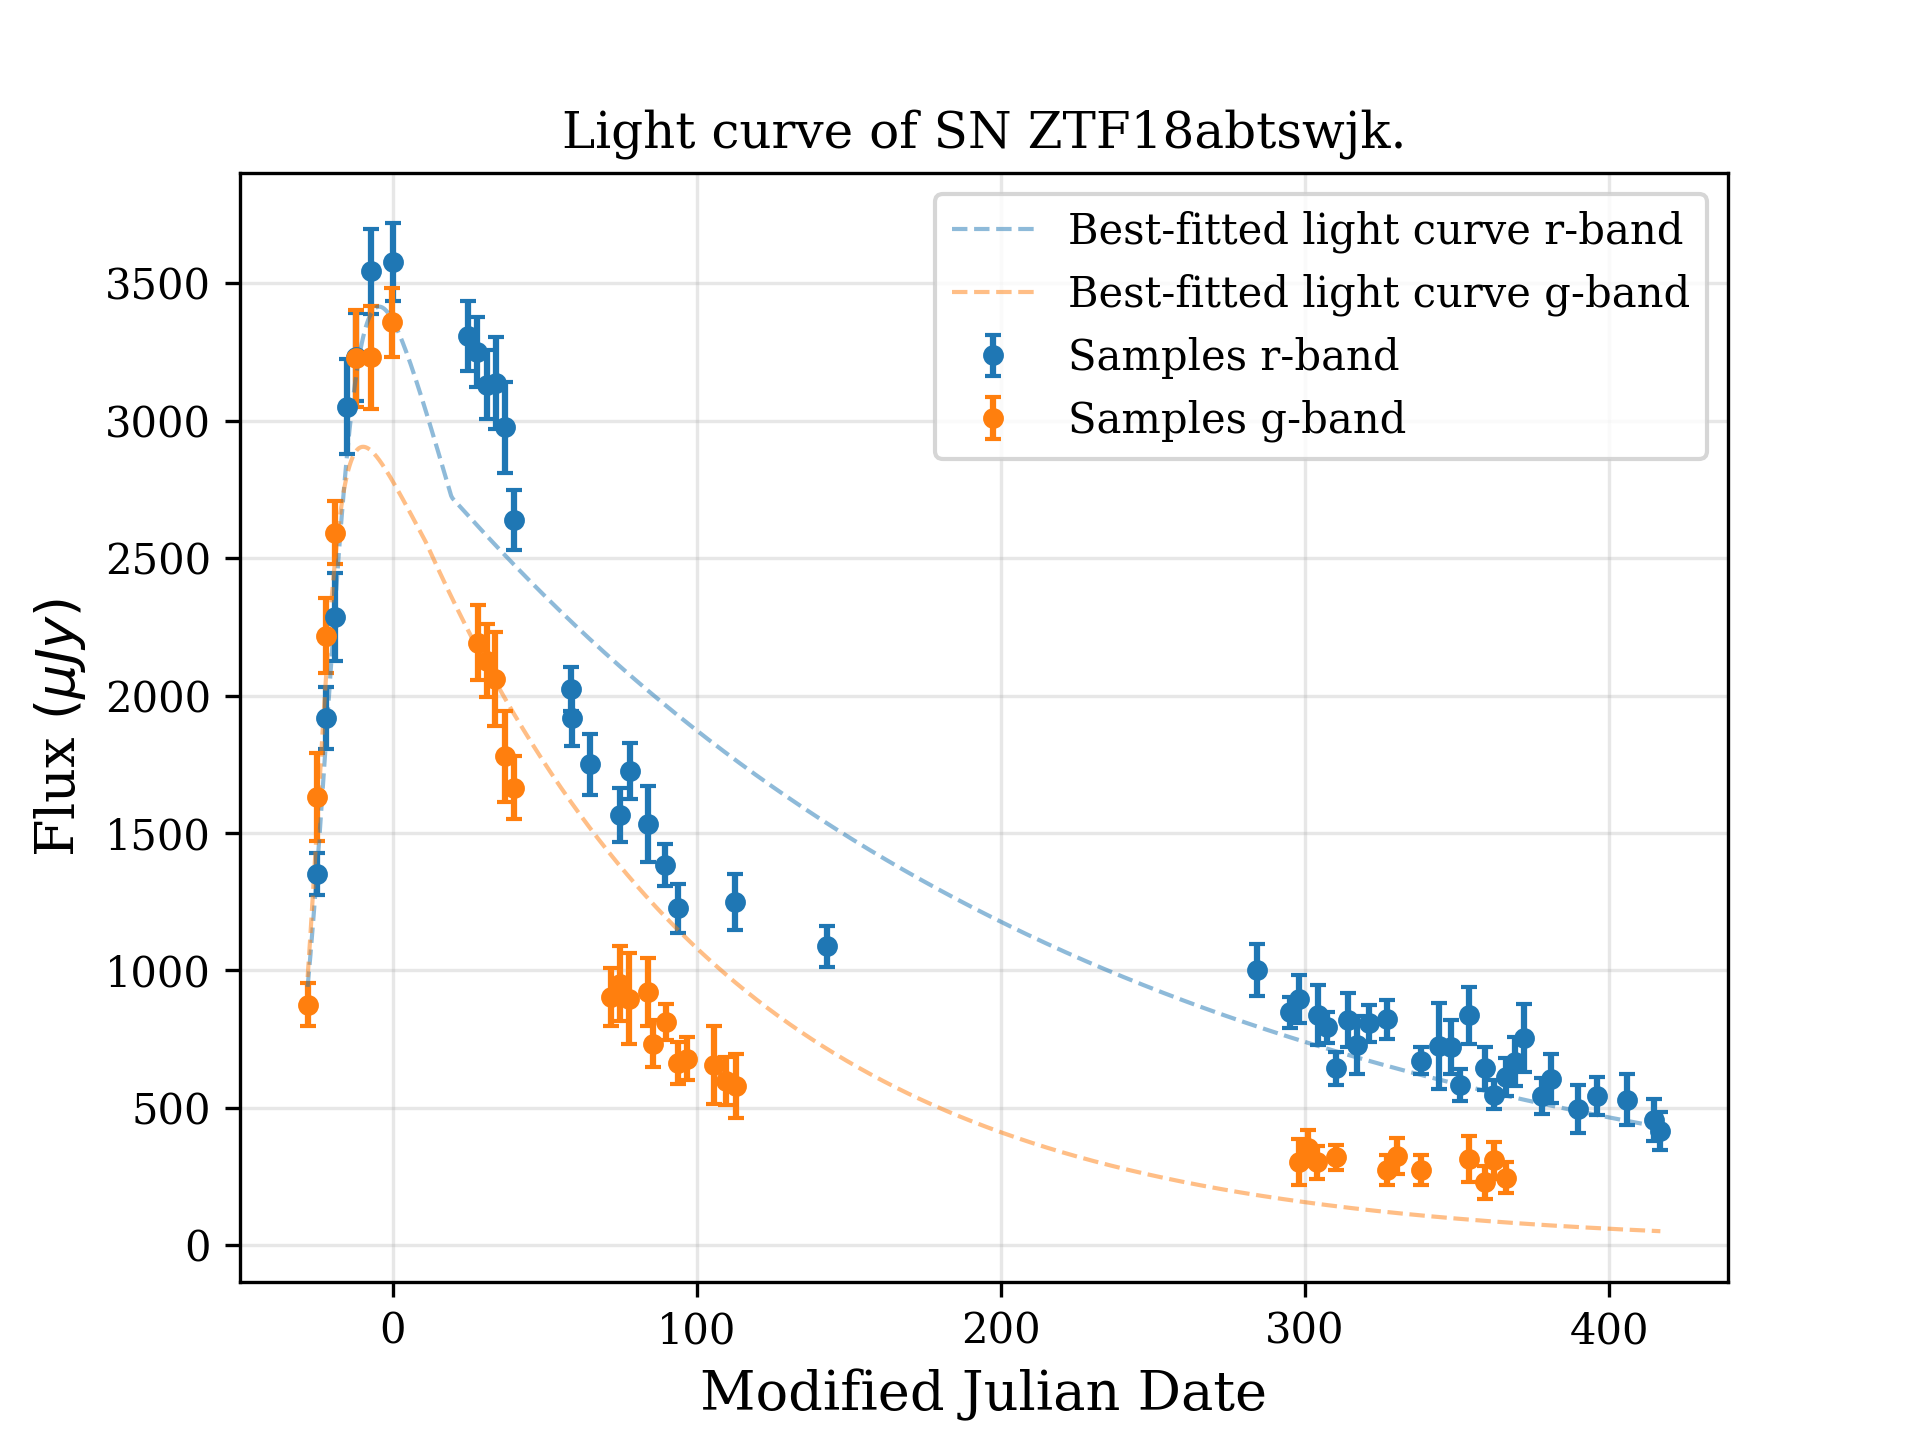 Light curve of SN ZTF18abtswjk.
Best-fitted light curve r-band
Best-fitted light curve g-band
Samples r-band
Samples g-band
3500
3000
2500
2000
1500
1000
500
0
Flux (μJy)
0 100 200 300 400
Modified Julian Date